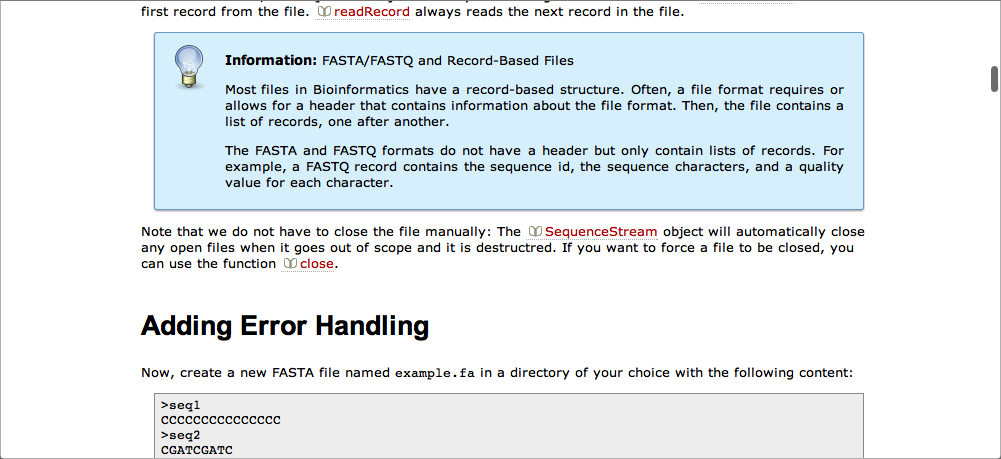 first record from the file. readRecord always reads the next record in the file.
Information: FASTA/FASTQ and Record-Based Files
Most files in Bioinformatics have a record-based structure. Often, a file format requires or
allows for a header that contains information about the file format. Then, the file contains a
list of records, one after another.
The FASTA and FASTQ formats do not have a header but only contain lists of records. For
example, a FASTQ record contains the sequence id, the sequence characters, and a quality
value for each character.
Note that we do not have to close the file manually: The SequenceStream object will automatically close
any open files when it goes out of scope and it is destructred. If you want to force a file to be closed, you
can use the function close.
Adding Error Handling
Now, create a new FASTA file named example.fa in a directory of your choice with the following content:
>seq1
CCCCCCCCCCCCCCC
>seq2
CGATCGATC